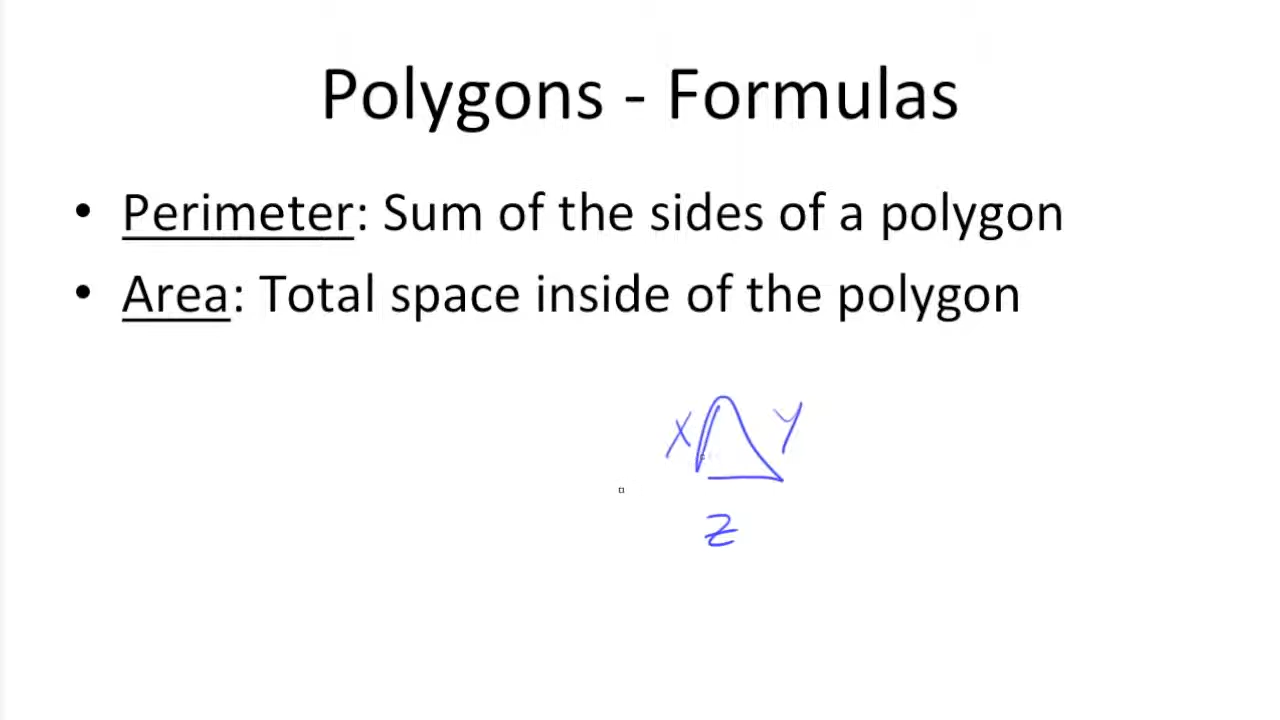 Polygons - Formulas
• Perimeter: Sum of the sides of a polygon
• Area: Total space inside of the polygon
X Y
Z